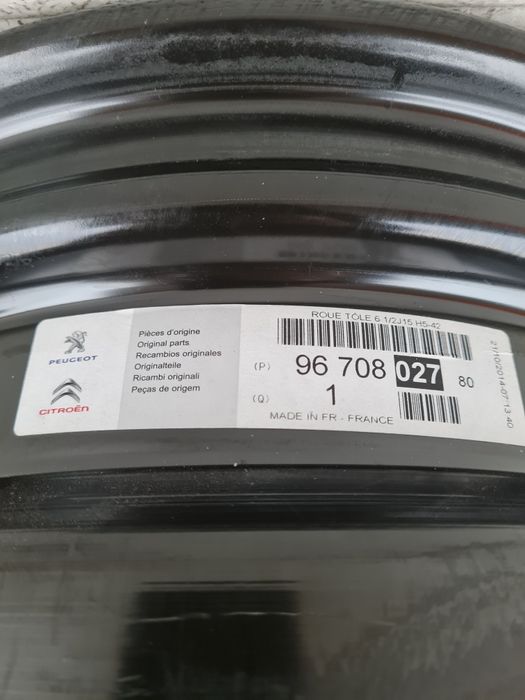 PEUGEOT
CITROËN
Pièces d'origine
Original parts
Recambios originales
Originalteile
Ricambi originali
Peças de origem
ROUE TÔLE 6 1/2J15 H5-42
(P) 96 708 027 80
(Q) 1
MADE IN FR - FRANCE
21/10/2014-07:13:40